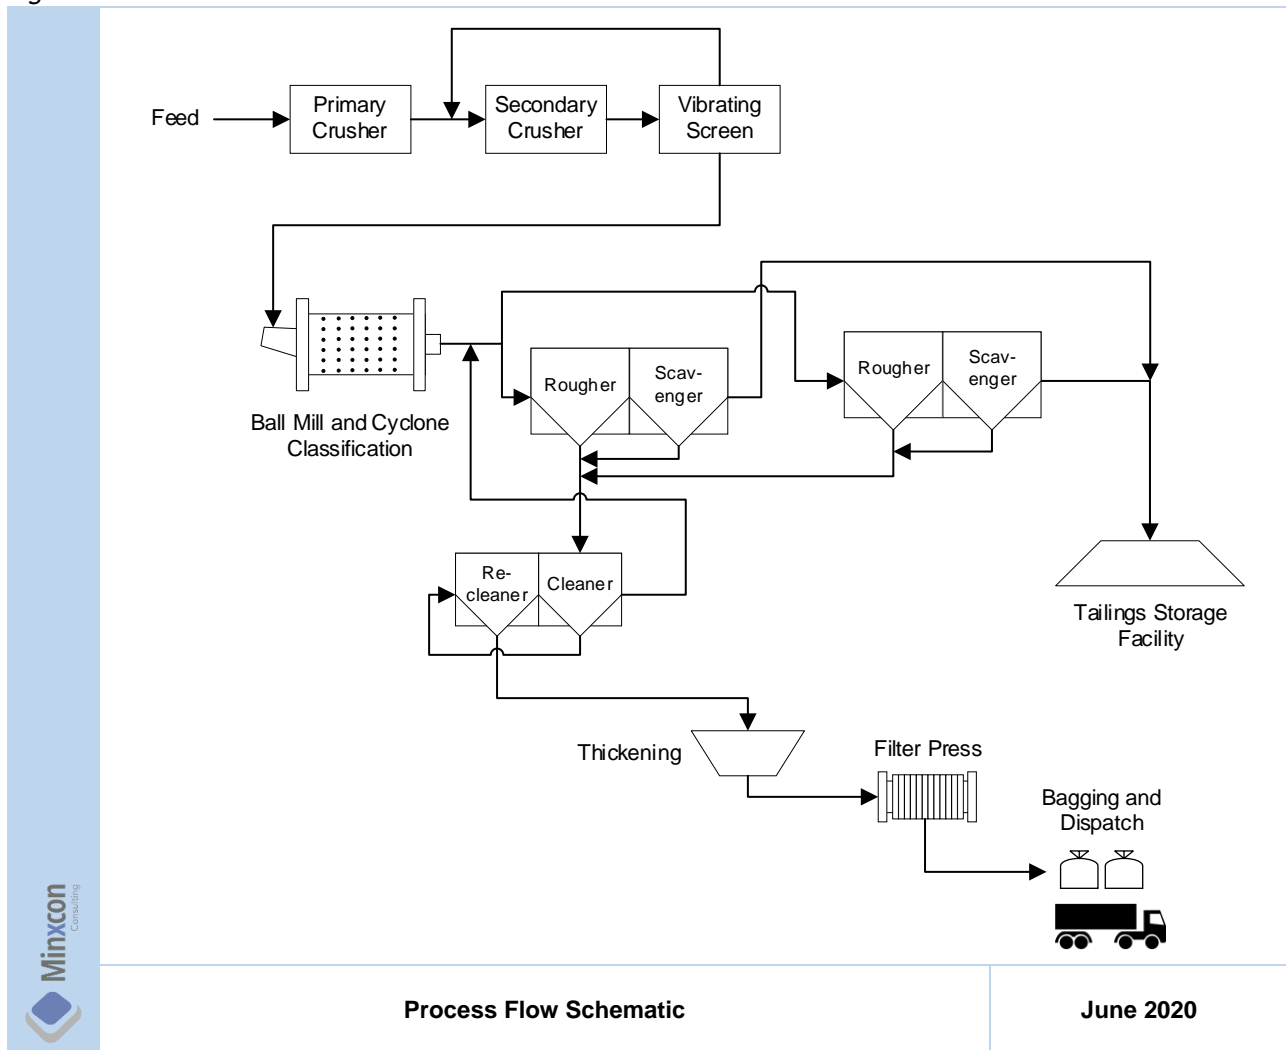 Feed
Primary
Crusher
Secondary
Crusher
Vibrating
Screen
Ball Mill and Cyclone
Classification
Rougher
Scav-
enger
Rougher
Scav-
enger
Re-
cleaner
Cleaner
Tailings Storage
Facility
Thickening
Filter Press
Bagging and
Dispatch
Minxcon
Consulting
Process Flow Schematic
June 2020